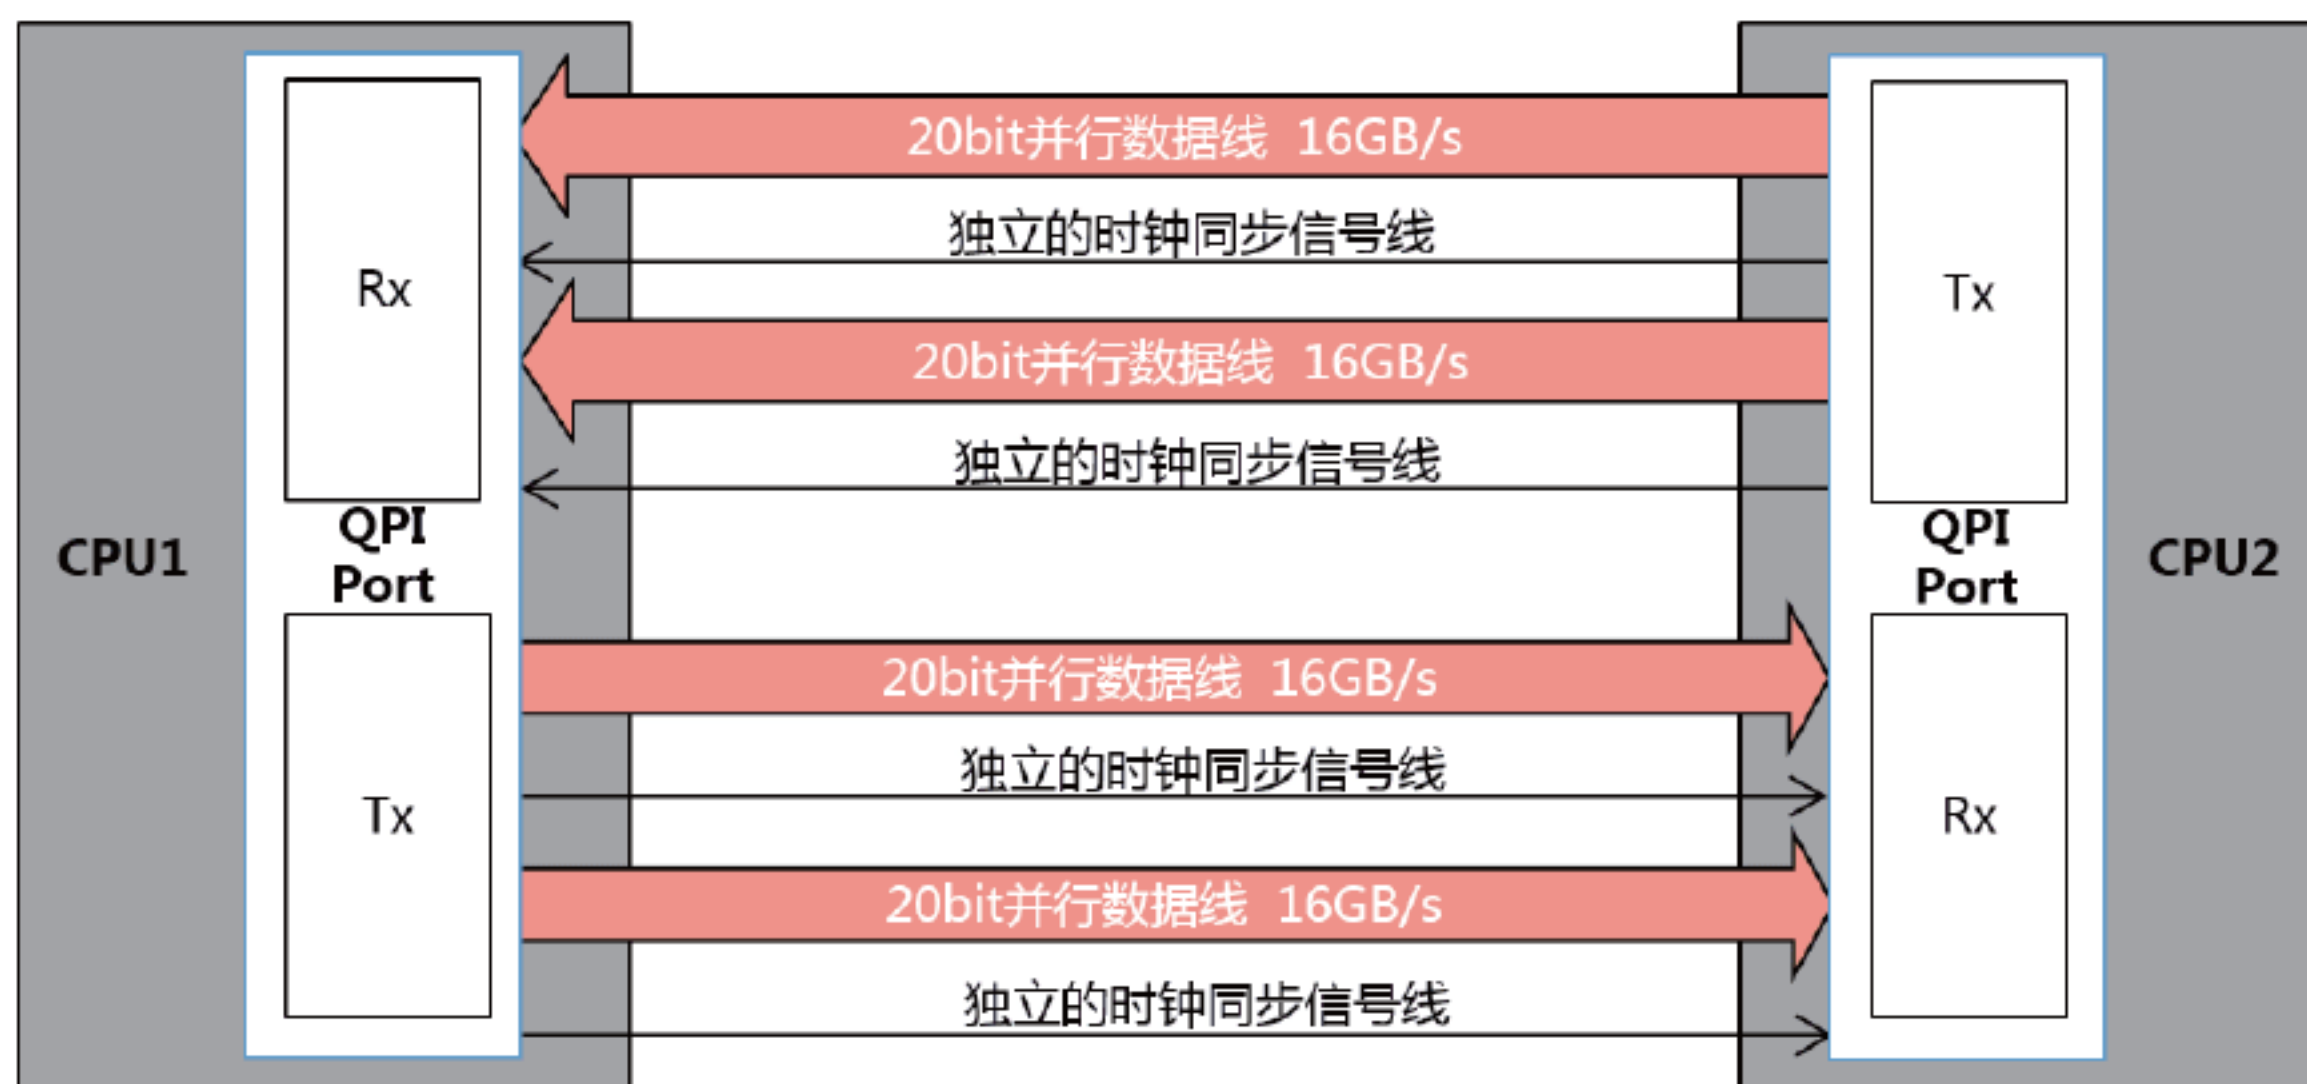 20bit并行数据线 16GB/s
独立的时钟同步信号线
Rx
Tx
20bit并行数据线 16GB/s
独立的时钟同步信号线
QPI
Port
QPI
Port
CPU1
CPU2
20bit并行数据线 16GB/s
独立的时钟同步信号线
Tx
Rx
20bit并行数据线 16GB/s
独立的时钟同步信号线